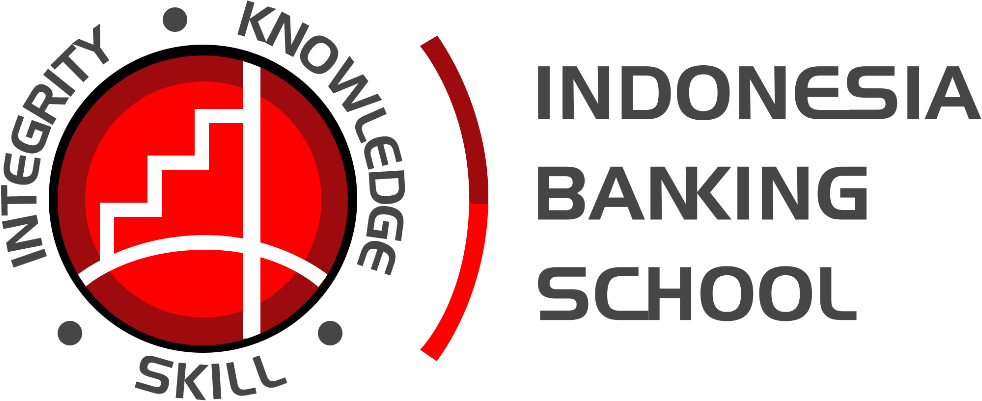 INTEGRITY
KNOWLEDGE
SKILL
INDONESIA
BANKING
SCHOOL